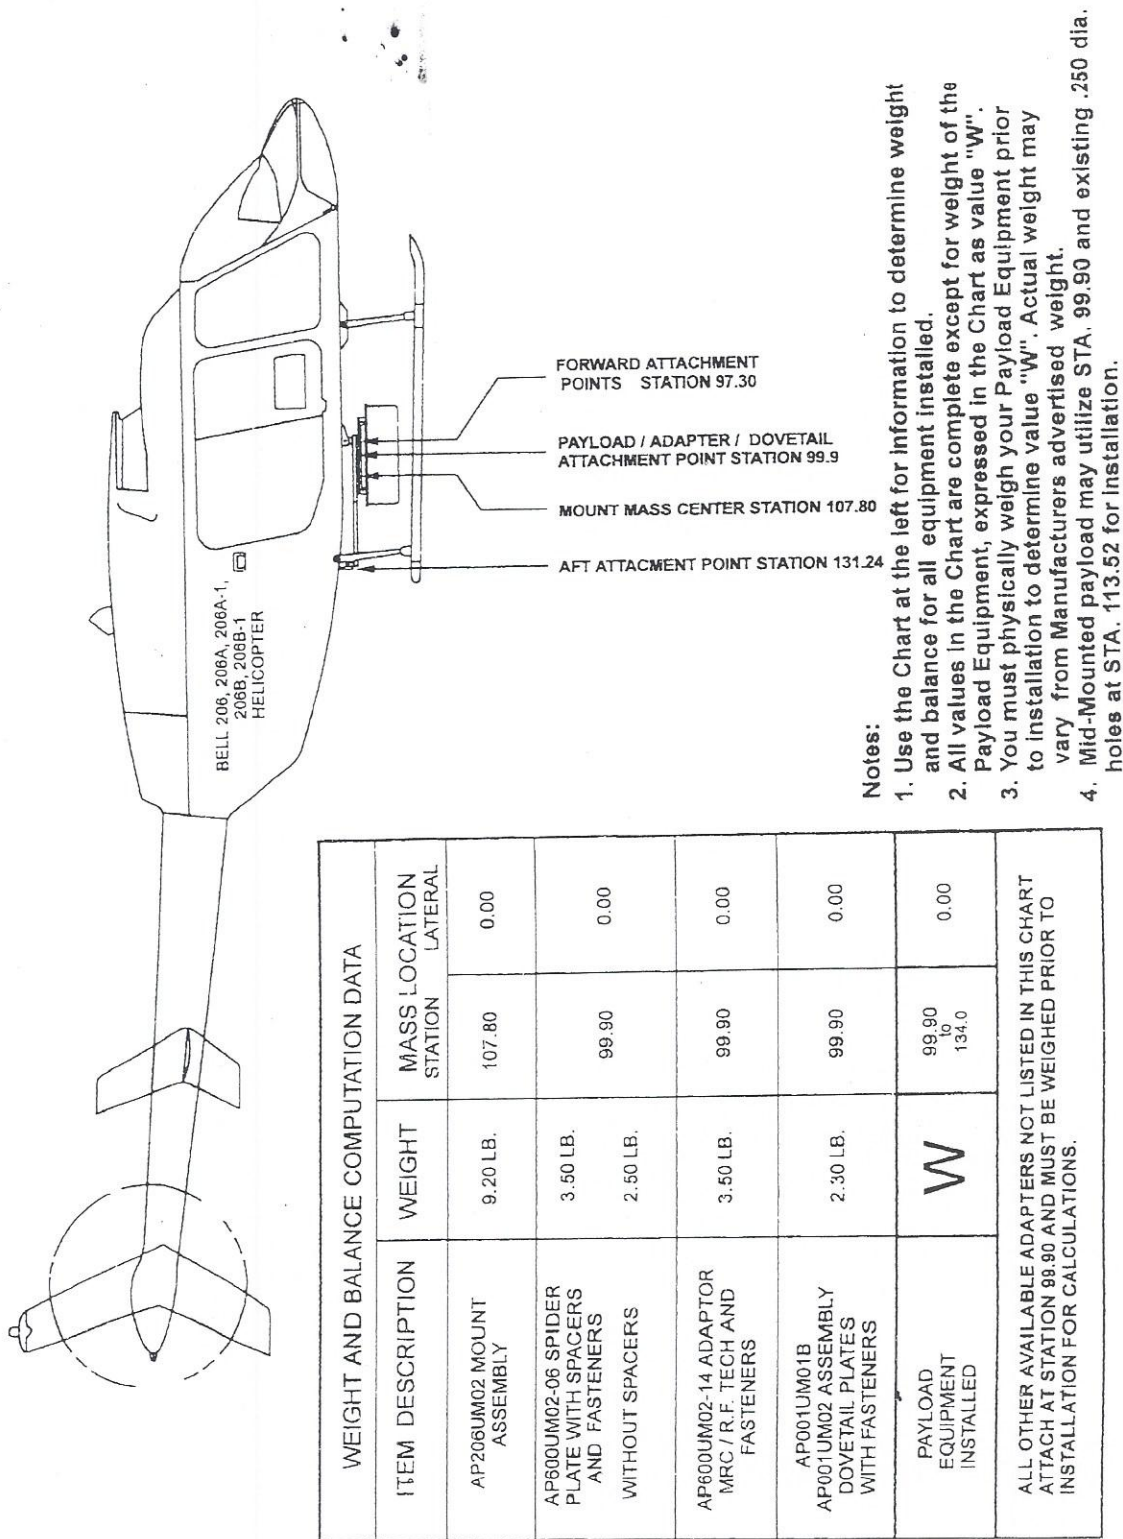 BELL 206, 206A, 206A-1,
206B, 206B-1
HELICOPTER
FORWARD ATTACHMENT
POINTS STATION 97.30
PAYLOAD / ADAPTER / DOVETAIL
ATTACHMENT POINT STATION 99.9
MOUNT MASS CENTER STATION 107.80
AFT ATTACMENT POINT STATION 131.24
WEIGHT AND BALANCE COMPUTATION DATA
ITEM DESCRIPTION WEIGHT MASS LOCATION
STATION LATERAL
AP206UM02 MOUNT
ASSEMBLY
9.20 LB. 107.80 0.00
AP600UM02-06 SPIDER
PLATE WITH SPACERS
AND FASTENERS
3.50 LB.
WITHOUT SPACERS
2.50 LB.
99.90 0.00
AP600UM02-14 ADAPTOR
MRC / R.F. TECH AND
FASTENERS
3.50 LB. 99.90 0.00
AP001UM01B
AP001UM02 ASSEMBLY
DOVETAIL PLATES
WITH FASTENERS
2.30 LB. 99.90 0.00
PAYLOAD
EQUIPMENT
INSTALLED
W
99.90
to
134.0
0.00
ALL OTHER AVAILABLE ADAPTERS NOT LISTED IN THIS CHART
ATTACH AT STATION 99.90 AND MUST BE WEIGHED PRIOR TO
INSTALLATION FOR CALCULATIONS.
Notes:
1. Use the Chart at the left for information to determine weight
and balance for all equipment installed.
2. All values in the Chart are complete except for weight of the
Payload Equipment, expressed in the Chart as value "W".
3. You must physically weigh your Payload Equipment prior
to installation to determine value "W". Actual weight may
vary from Manufacturers advertised weight.
4. Mid-Mounted payload may utilize STA. 99.90 and existing .250 dia.
holes at STA. 113.52 for installation.